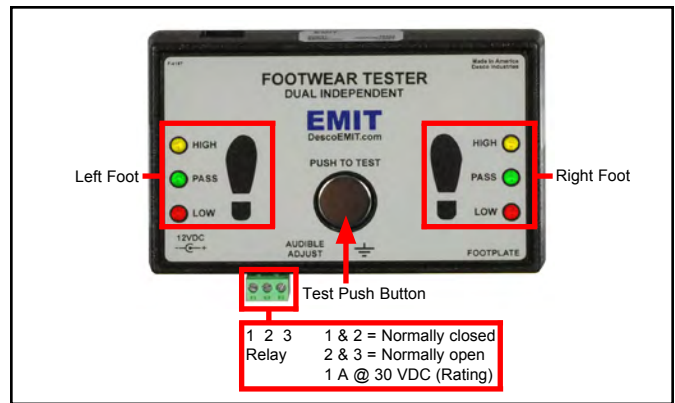 Made in America
Desco Industries
FOOTWEAR TESTER
DUAL INDEPENDENT
EMIT
DescoEMIT.com
PUSH TO TEST
HIGH
PASS
LOW
HIGH
PASS
LOW
Left Foot
Right Foot
12VDC
AUDIBLE
ADJUST
FOOTPLATE
Test Push Button
1 2 3
Relay
1 & 2 = Normally closed
2 & 3 = Normally open
1 A @ 30 VDC (Rating)